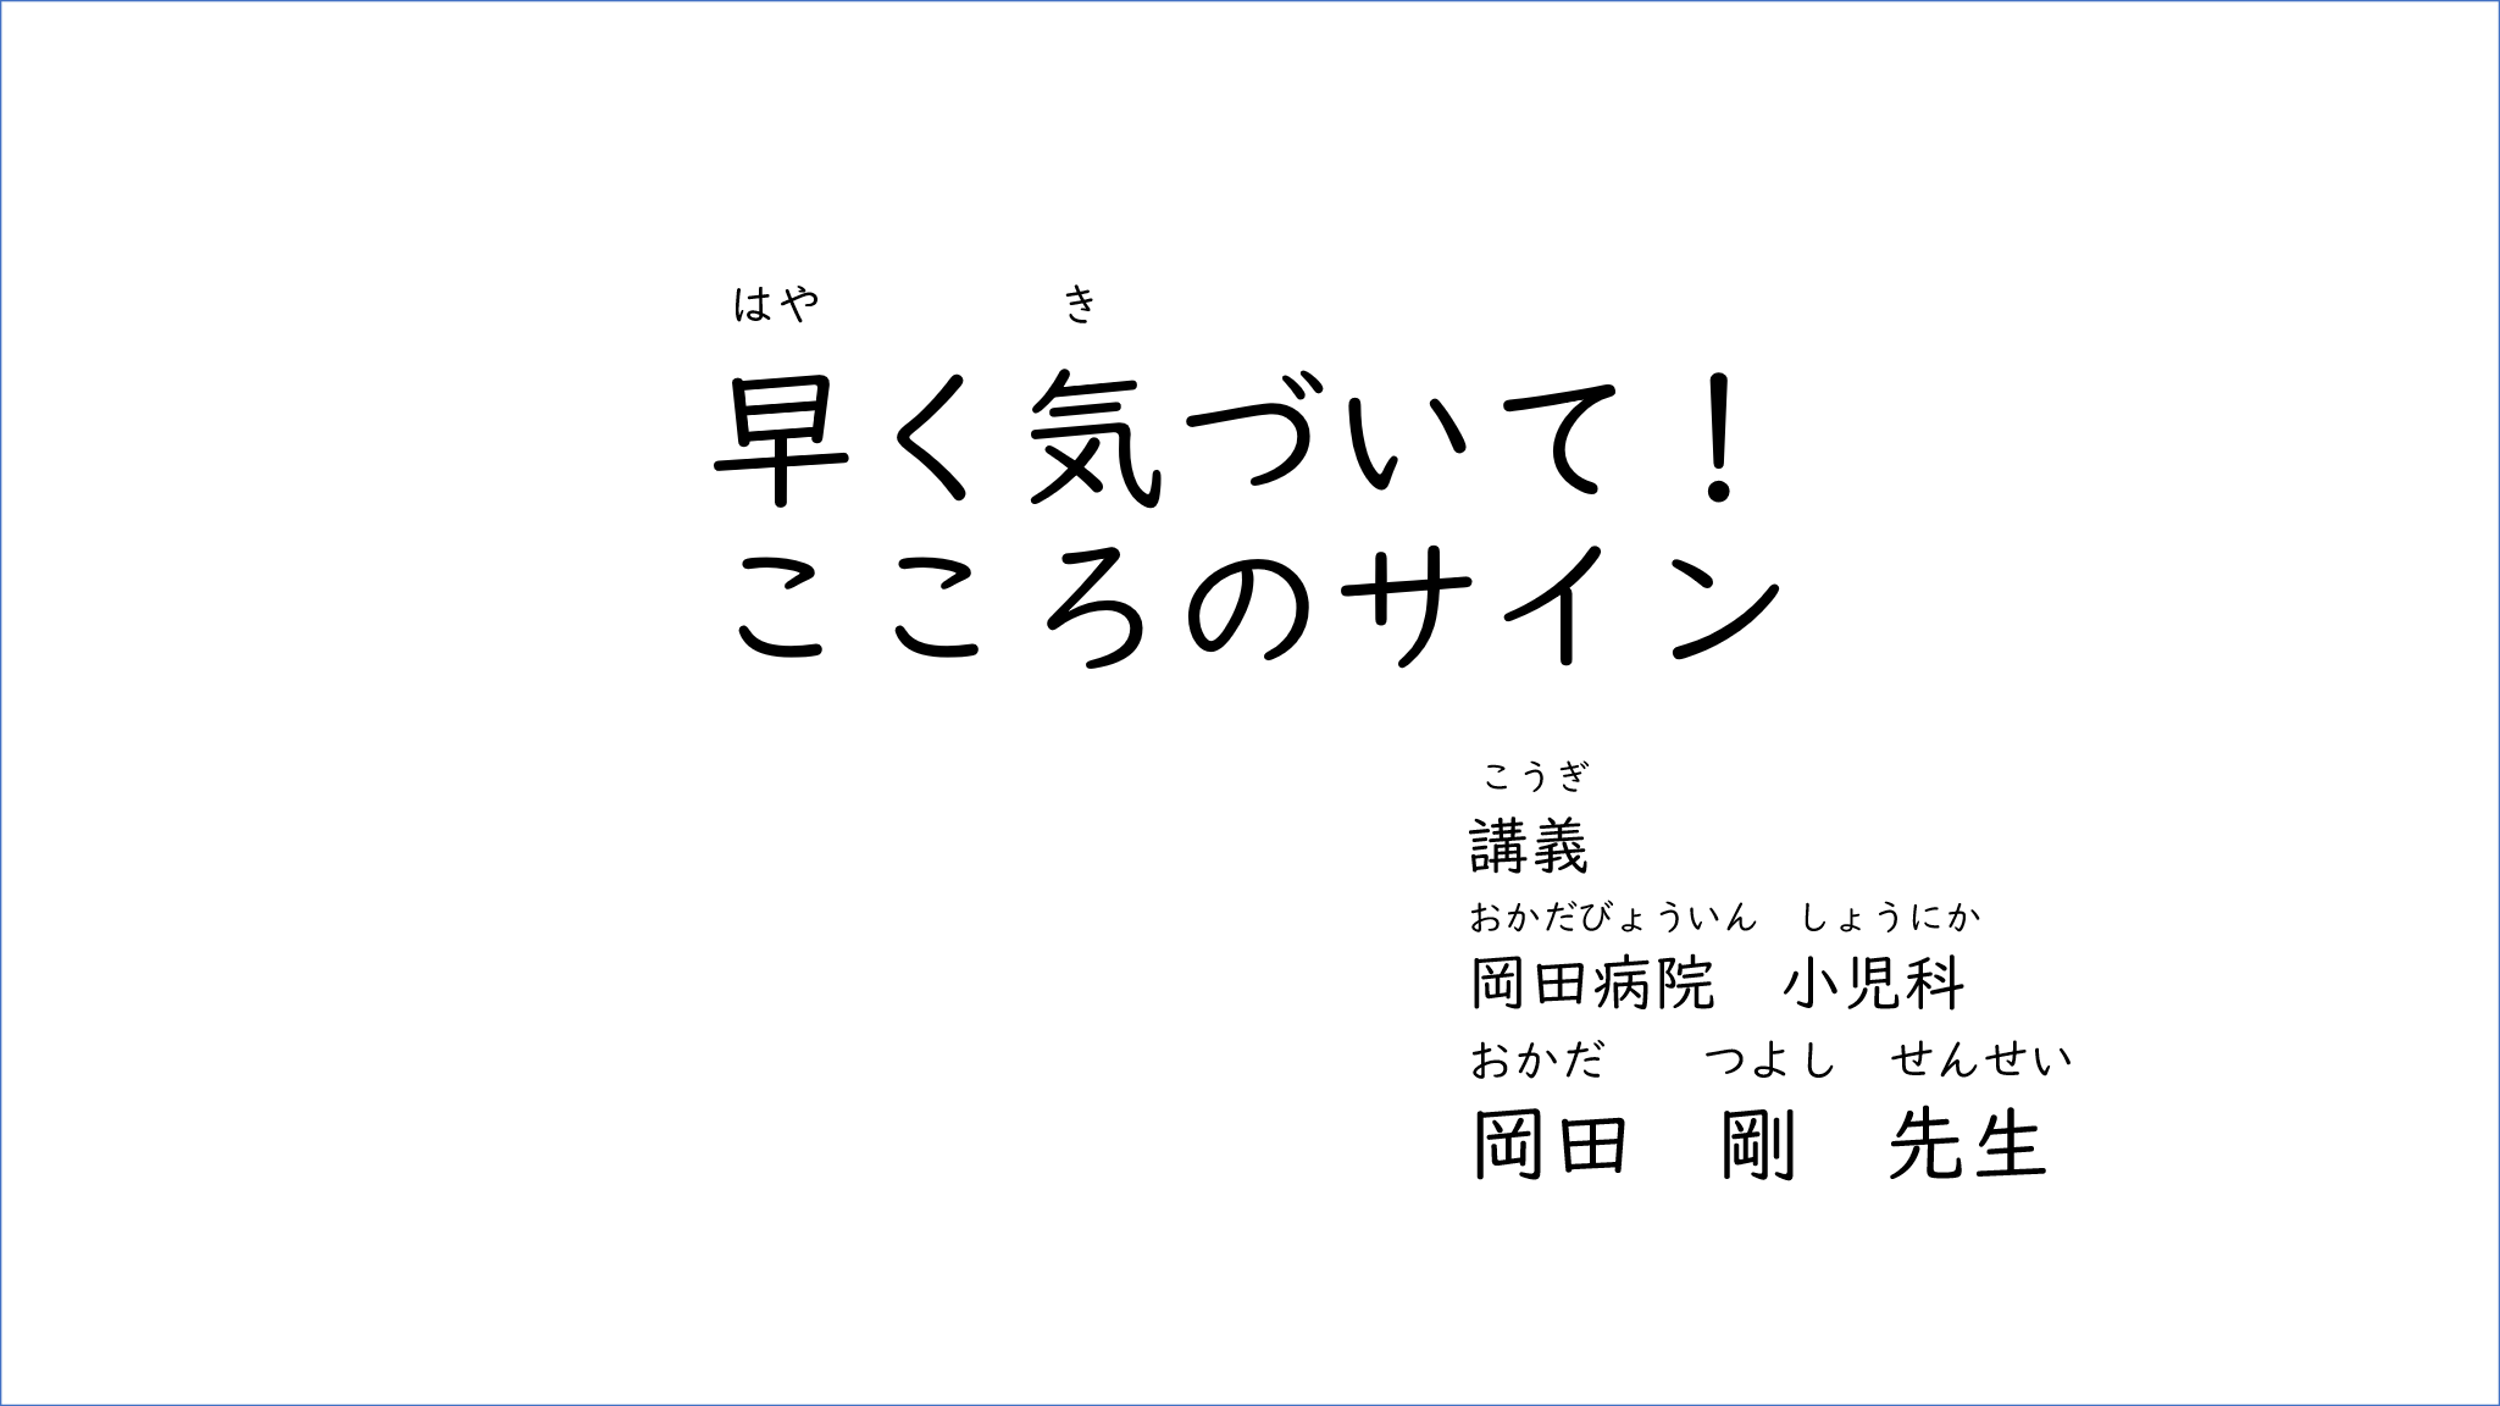 はや き
早く気づいて！
こころのサイン
こうぎ
講義
おかだびょういん しょうにか
岡田病院 小児科
おかだ つよし せんせい
岡田 剛 先生